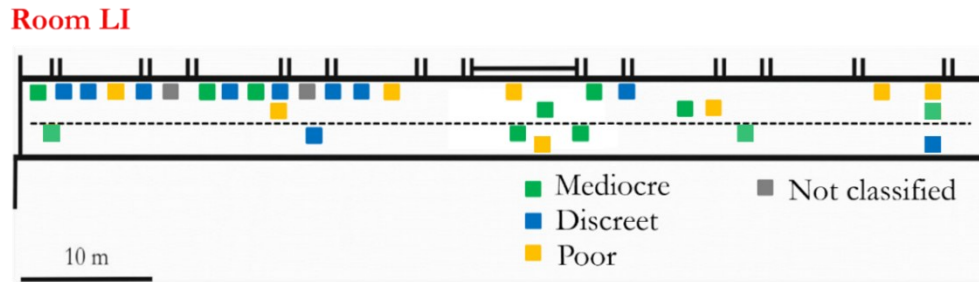 Room LI
Mediocre
Not classified
Discreet
Poor
10 m